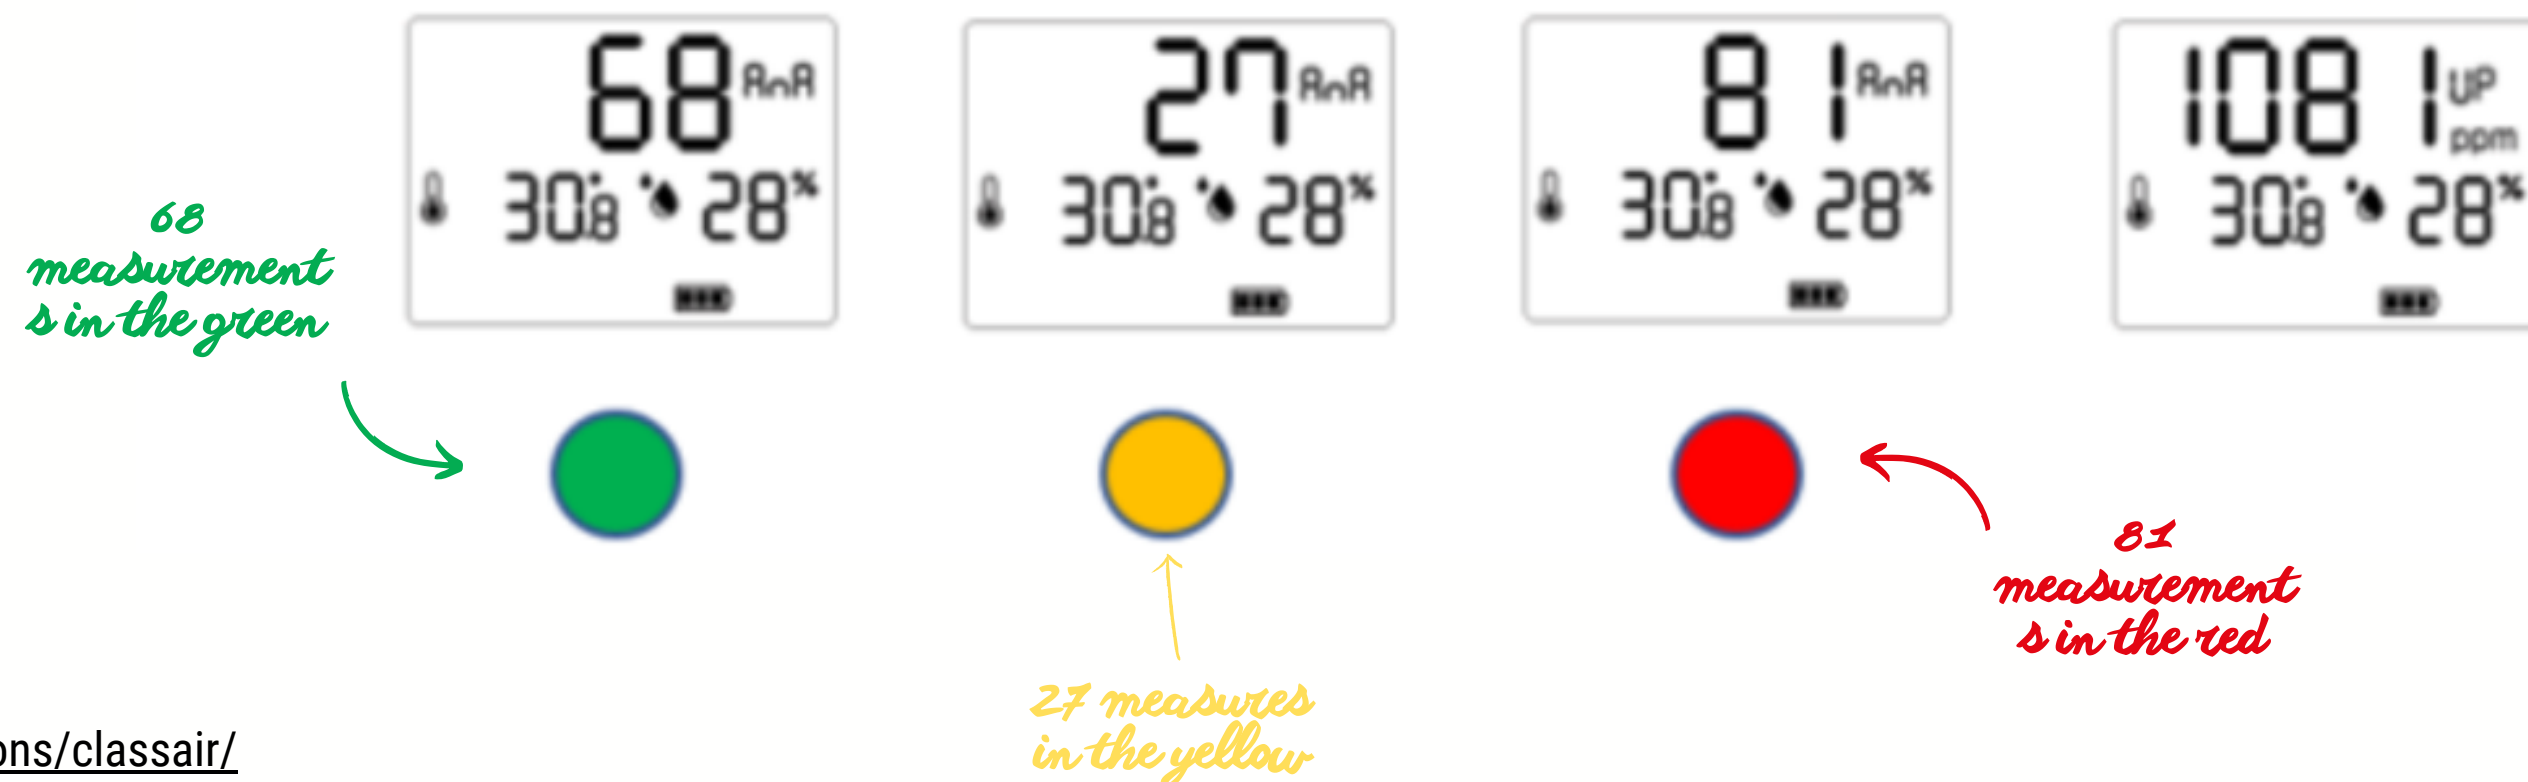 68 AnA
30.8° 28%
27 AnA
30.8° 28%
81 AnA
30.8° 28%
1081 UP
ppm
30.8° 28%
68
measurement
s in the green
27 measures
in the yellow
81
measurement
s in the red
ons/classair/